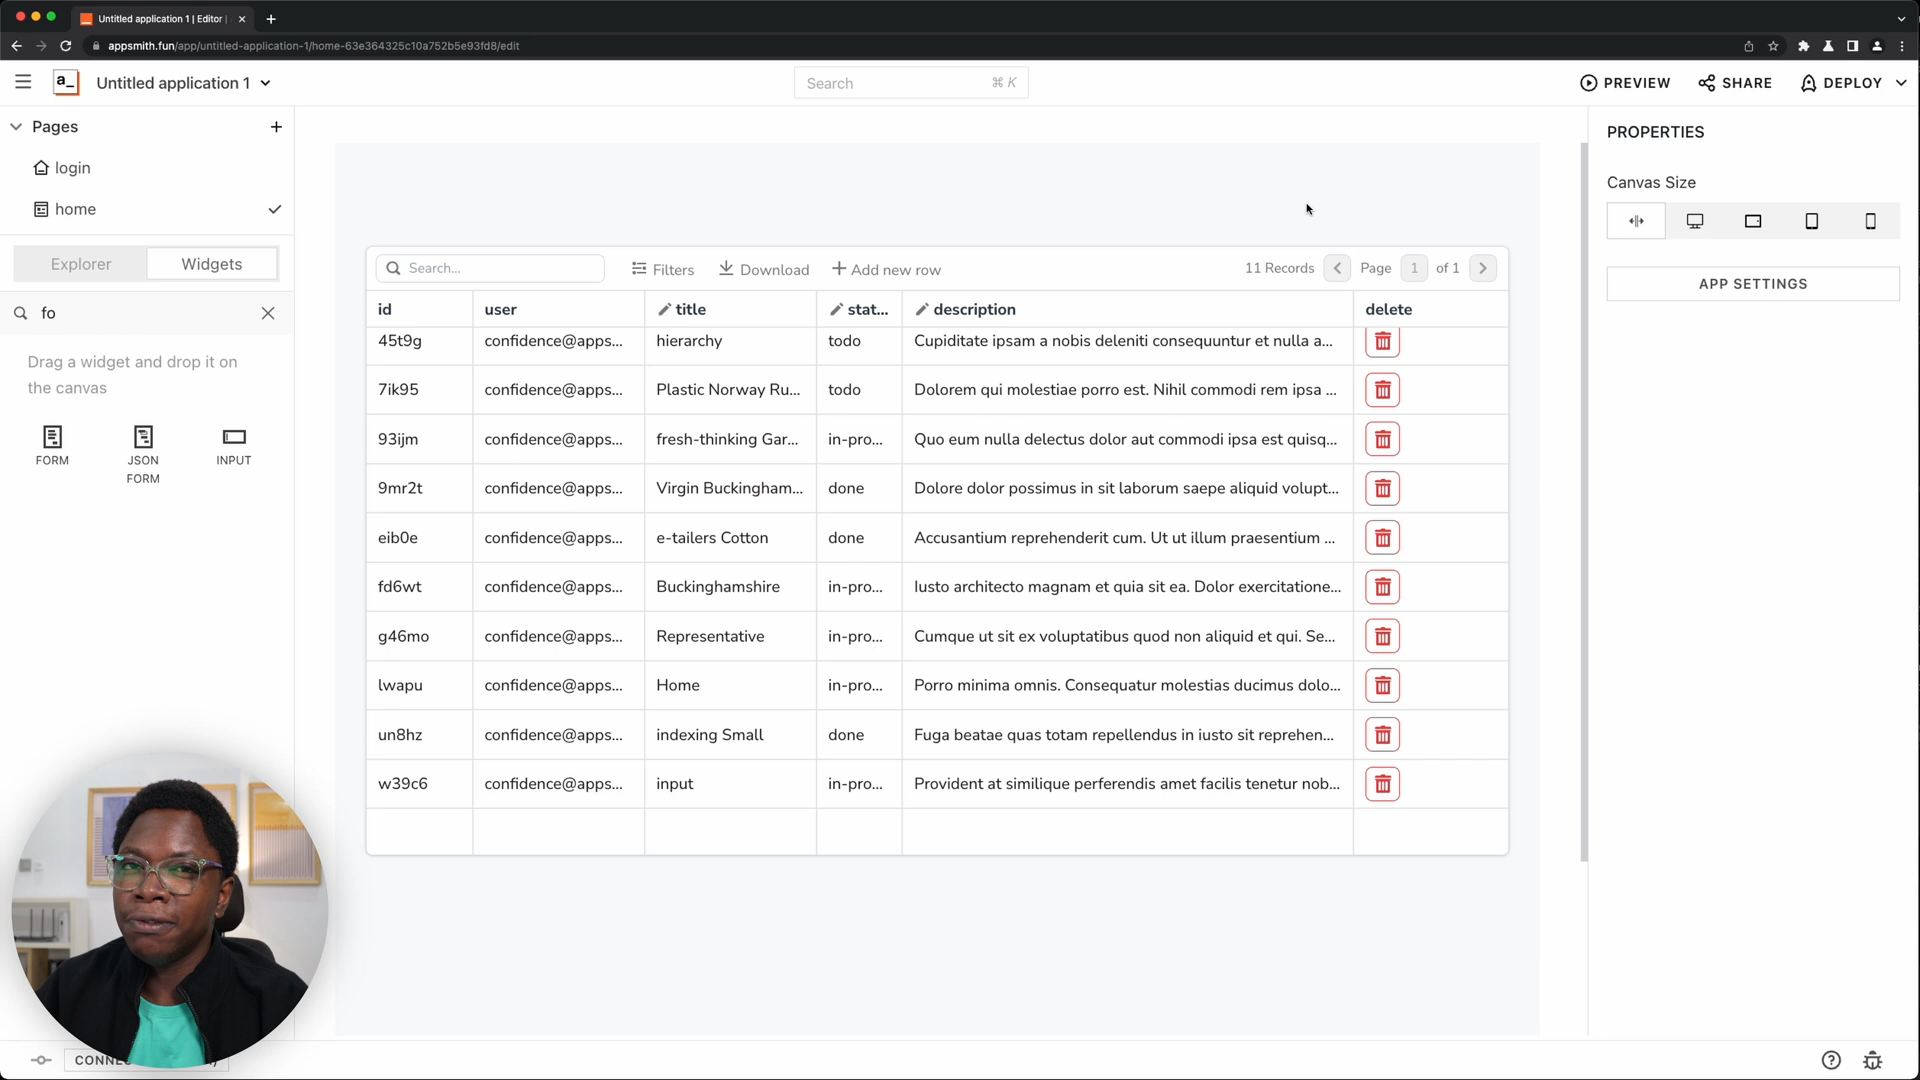 Untitled application 1 | Editor |
appsmith.fun/app/untitled-application-1/home-63e364325c10a752b5e93fd8/edit
a_ Untitled application 1
Search ⌘ K
PREVIEW SHARE DEPLOY
Pages
login
home
Explorer Widgets
fo
Drag a widget and drop it on
the canvas
FORM JSON FORM INPUT
Search... Filters Download Add new row 11 Records Page 1 of 1
id user title stat... description delete
45t9g confidence@apps... hierarchy todo Cupiditate ipsam a nobis deleniti consequuntur et nulla a...
7ik95 confidence@apps... Plastic Norway Ru... todo Dolorem qui molestiae porro est. Nihil commodi rem ipsa ...
93ijm confidence@apps... fresh-thinking Gar... in-pro... Quo eum nulla delectus dolor aut commodi ipsa est quisq...
9mr2t confidence@apps... Virgin Buckingham... done Dolore dolor possimus in sit laborum saepe aliquid volupt...
eib0e confidence@apps... e-tailers Cotton done Accusantium reprehenderit cum. Ut ut illum praesentium ...
fd6wt confidence@apps... Buckinghamshire in-pro... Iusto architecto magnam et quia sit ea. Dolor exercitatione...
g46mo confidence@apps... Representative in-pro... Cumque ut sit ex voluptatibus quod non aliquid et qui. Se...
lwapu confidence@apps... Home in-pro... Porro minima omnis. Consequatur molestias ducimus dolo...
un8hz confidence@apps... indexing Small done Fuga beatae quas totam repellendus in iusto sit reprehen...
w39c6 confidence@apps... input in-pro... Provident at similique perferendis amet facilis tenetur nob...
PROPERTIES
Canvas Size
APP SETTINGS